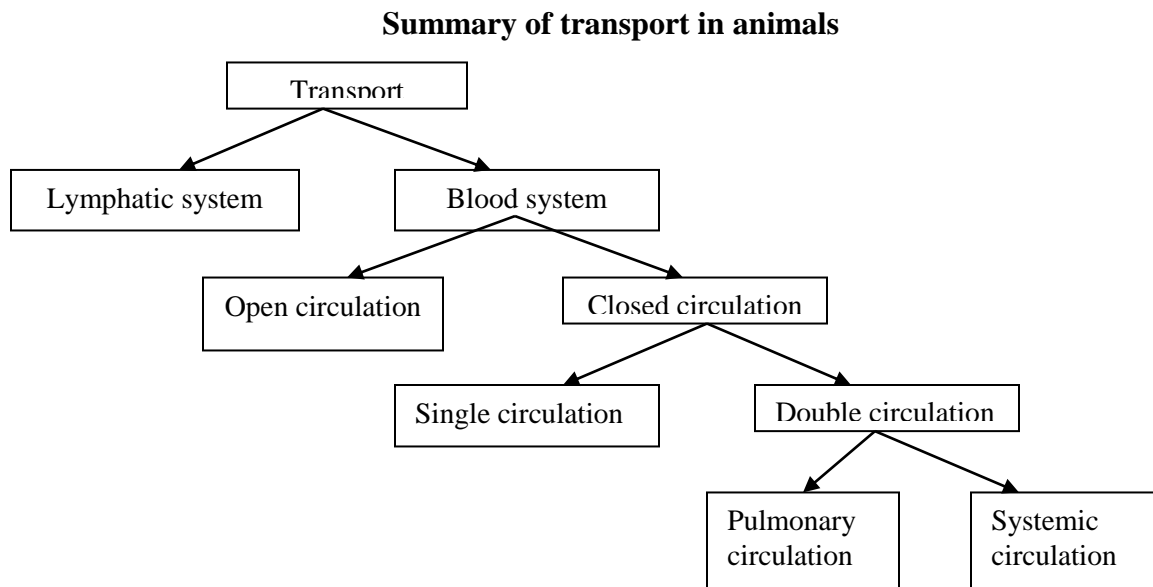 Summary of transport in animals
Transport
Lymphatic system
Blood system
Open circulation
Closed circulation
Single circulation
Double circulation
Pulmonary
circulation
Systemic
circulation